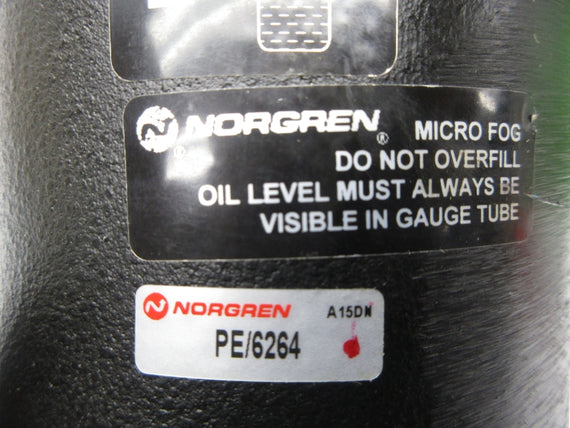 NORGREN® MICRO FOG
®
DO NOT OVERFILL
OIL LEVEL MUST ALWAYS BE
VISIBLE IN GAUGE TUBE
NORGREN A15DN
PE/6264